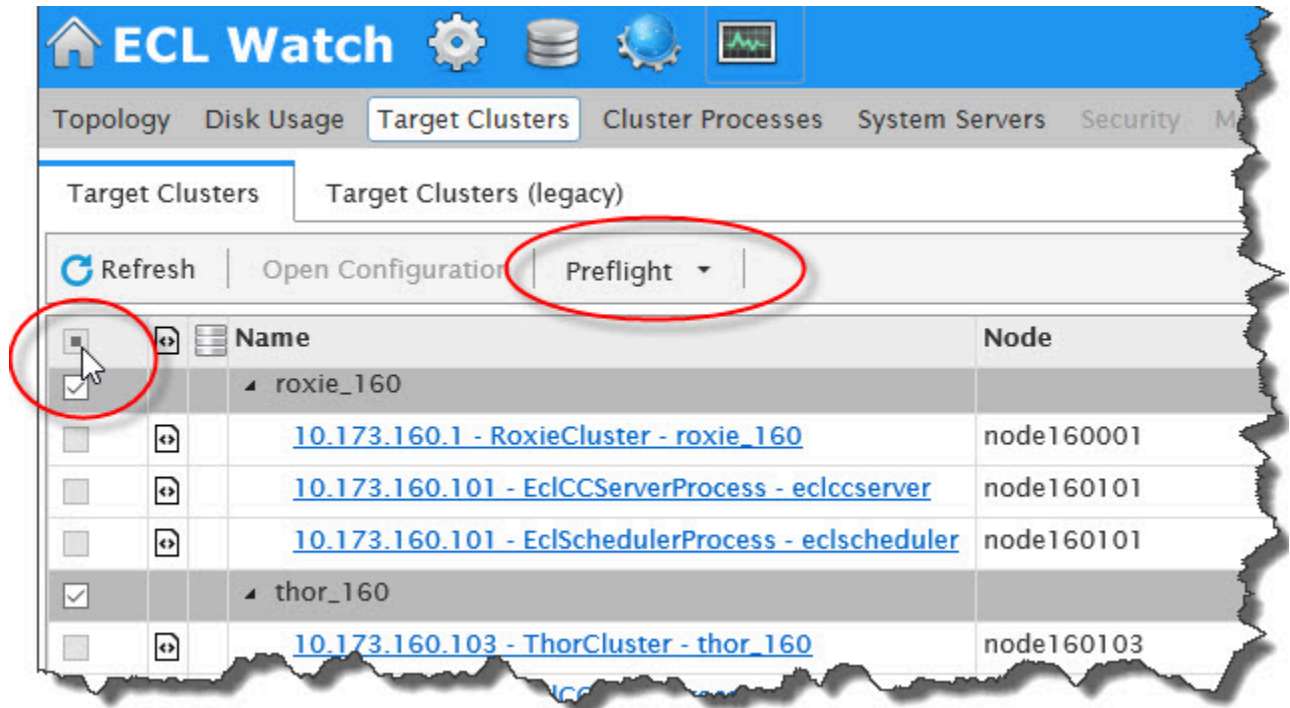 ECL Watch
Topology Disk Usage Target Clusters Cluster Processes System Servers Security
Target Clusters Target Clusters (legacy)
Refresh Open Configuration Preflight
Name Node
roxie_160
10.173.160.1 - RoxieCluster - roxie_160 node160001
10.173.160.101 - EclCCServerProcess - eclccserver node160101
10.173.160.101 - EclSchedulerProcess - eclscheduler node160101
thor_160
10.173.160.103 - ThorCluster - thor_160 node160103